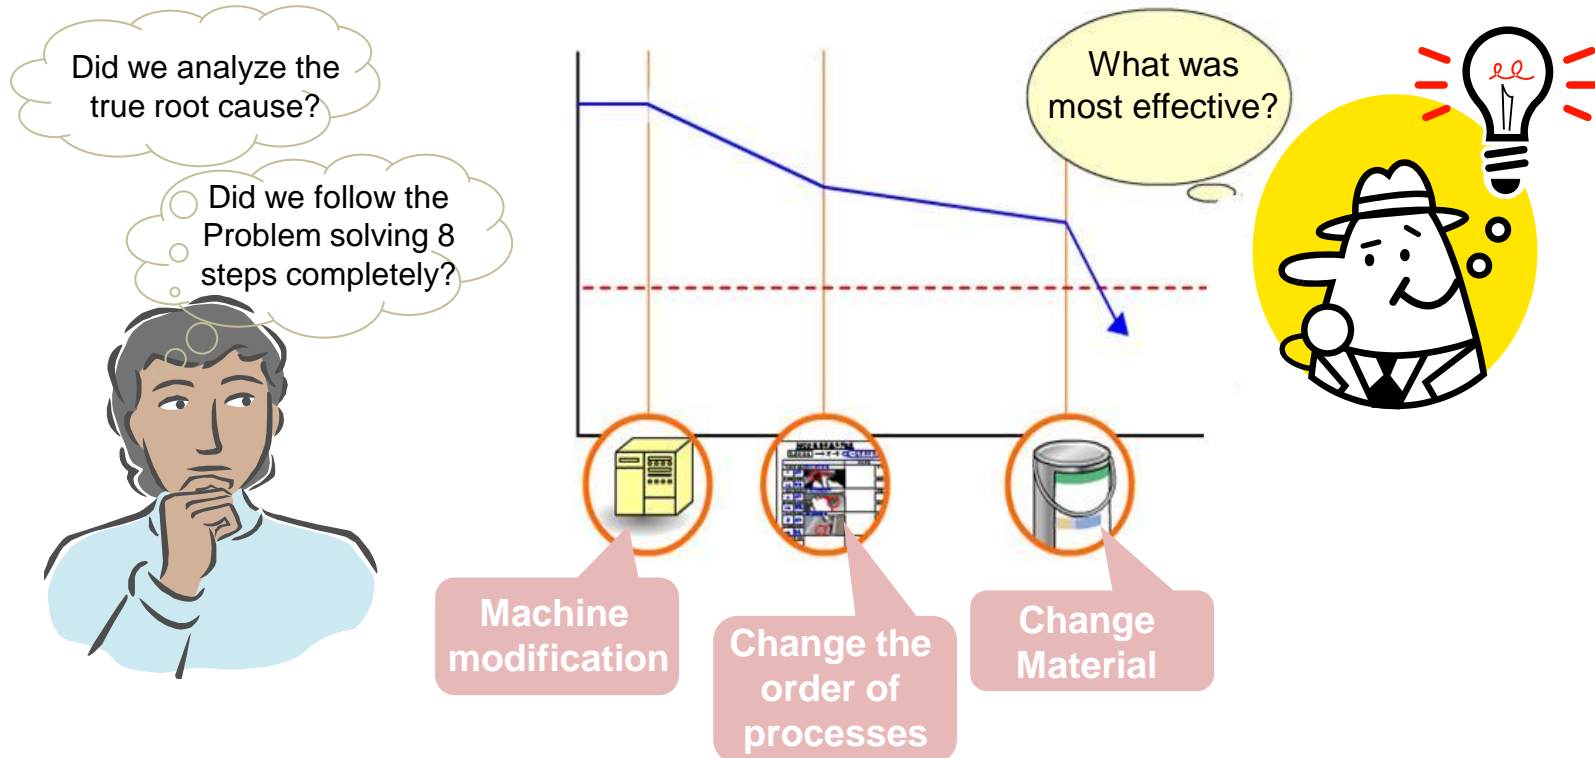 Did we analyze the
true root cause?
Did we follow the
Problem solving 8
steps completely?
What was
most effective?
Machine
modification
Change the
order of
processes
Change
Material